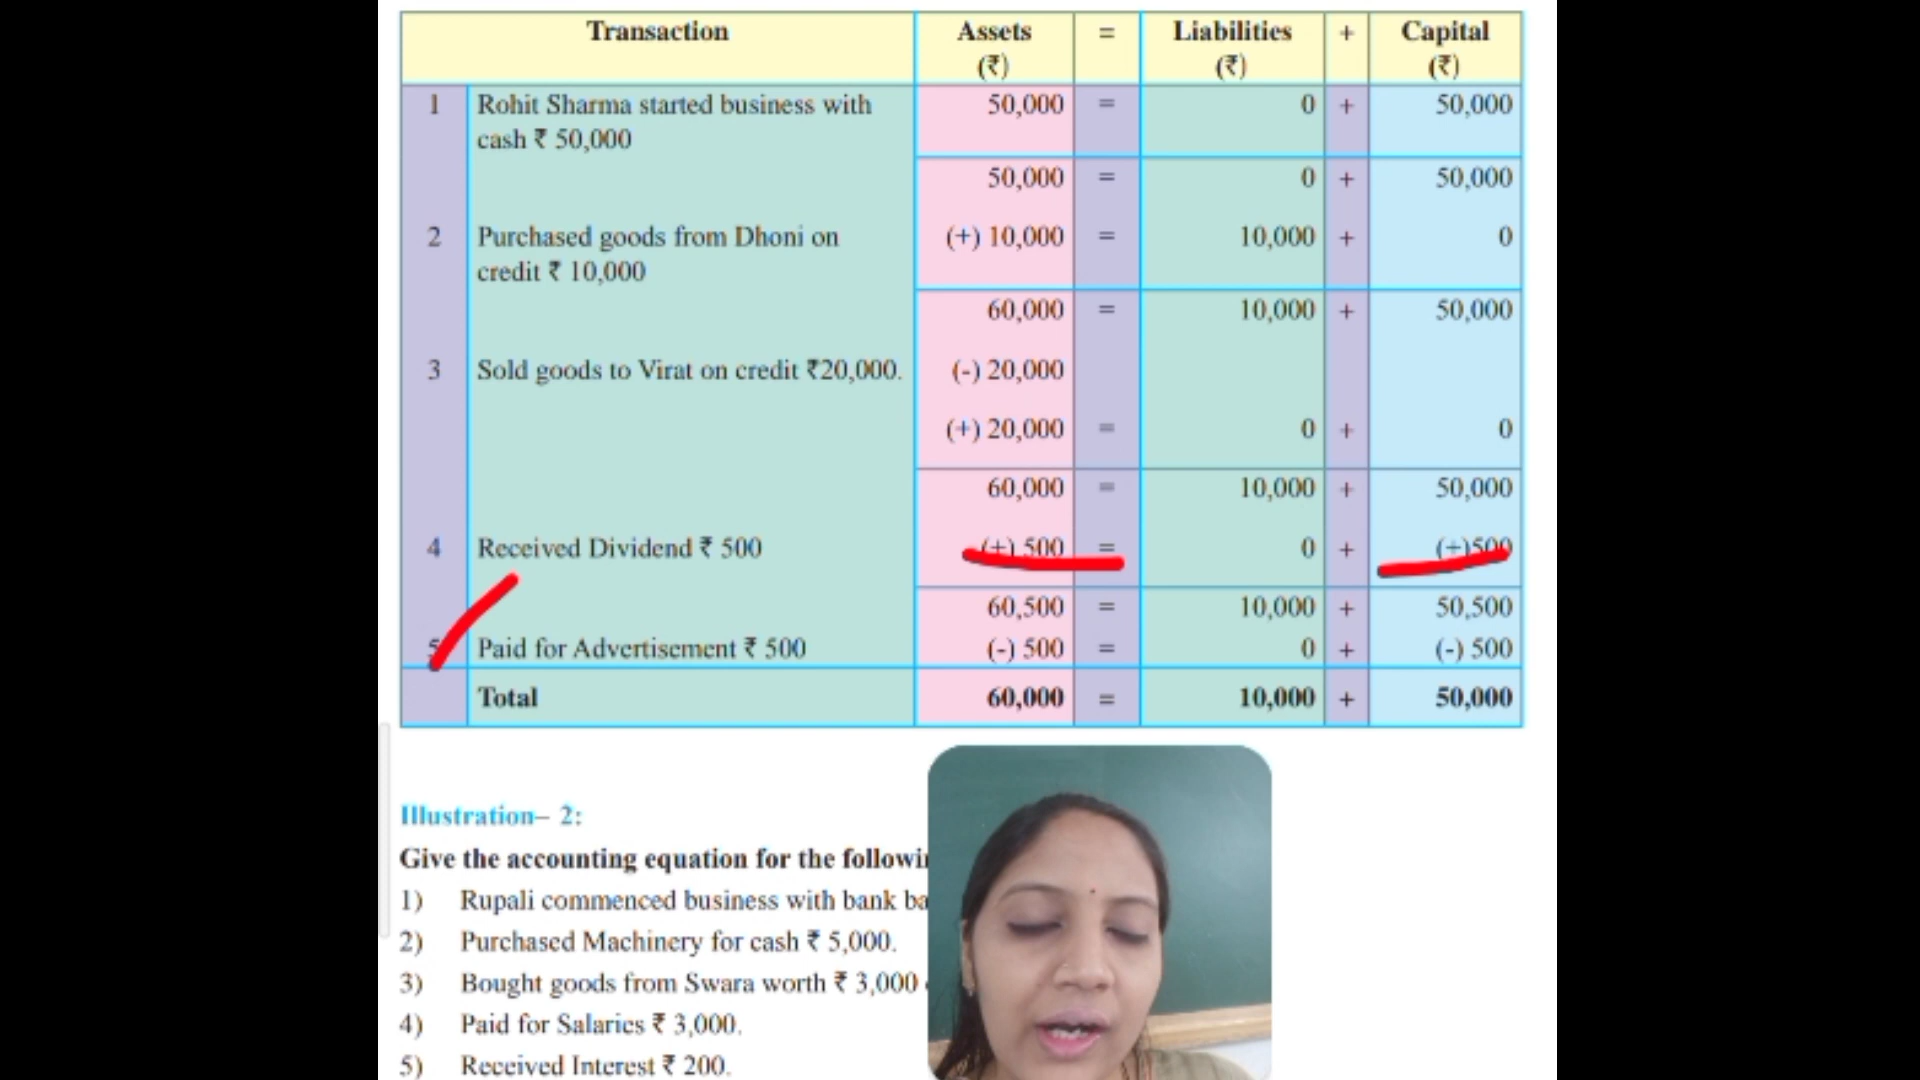 Transaction Assets = Liabilities + Capital
(₹) (₹) (₹)
1 Rohit Sharma started business with 50,000 = 0 + 50,000
cash ₹ 50,000
50,000 = 0 + 50,000
2 Purchased goods from Dhoni on (+) 10,000 = 10,000 + 0
credit ₹ 10,000
60,000 = 10,000 + 50,000
3 Sold goods to Virat on credit ₹20,000. (-) 20,000
(+) 20,000 = 0 + 0
60,000 = 10,000 + 50,000
4 Received Dividend ₹ 500 (+) 500 = 0 + (+)500
60,500 = 10,000 + 50,500
5 Paid for Advertisement ₹ 500 (-) 500 = 0 + (-) 500
Total 60,000 = 10,000 + 50,000
Illustration– 2:
Give the accounting equation for the
1) Rupali commenced business with bank
2) Purchased Machinery for cash ₹ 5,000.
3) Bought goods from Swara worth ₹ 3,000
4) Paid for Salaries ₹ 3,000.
5) Received Interest ₹ 200.